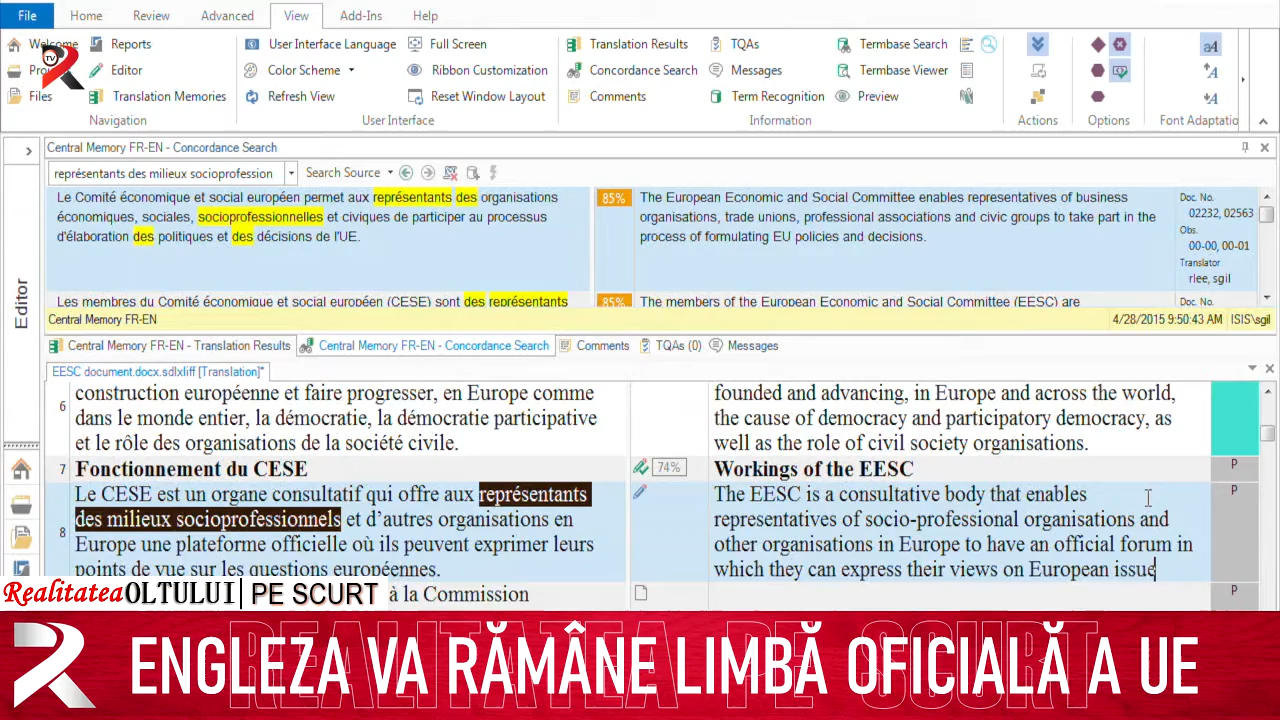 File Home Review Advanced View Add-Ins Help
Welcome Reports User Interface Language Full Screen Translation Results TQAs Termbase Search
Editor Color Scheme Ribbon Customization Concordance Search Messages Termbase Viewer
Files Translation Memories Refresh View Reset Window Layout Comments Term Recognition Preview
Navigation User Interface Information Actions Options Font Adaptatio
Central Memory FR-EN - Concordance Search
représentants des milieux socioprofession Search Source
Le Comité économique et social européen permet aux représentants des organisations
économiques, sociales, socioprofessionnelles et civiques de participer au processus
d'élaboration des politiques et des décisions de l'UE.
85%
The European Economic and Social Committee enables representatives of business
organisations, trade unions, professional associations and civic groups to take part in the
process of formulating EU policies and decisions.
Doc. No.
02232, 02563
Obs.
00-00, 00-01
Translator
rlee, sgil
Les membres du Comité économique et social européen (CESE) sont des représentants
85%
The members of the European Economic and Social Committee (EESC) are
Doc. No.
Central Memory FR-EN 4/28/2015 9:50:43 AM ISIS\sgil
Central Memory FR-EN - Translation Results Central Memory FR-EN - Concordance Search Comments TQAs (0) Messages
EESC document.docx.sdlxliff [Translation]*
Editor
6
construction européenne et faire progresser, en Europe comme
dans le monde entier, la démocratie, la démocratie participative
et le rôle des organisations de la société civile.
founded and advancing, in Europe and across the world,
the cause of democracy and participatory democracy, as
well as the role of civil society organisations.
7 Fonctionnement du CESE 74% Workings of the EESC P
8
Le CESE est un organe consultatif qui offre aux représentants
des milieux socioprofessionnels et d'autres organisations en
Europe une plateforme officielle où ils peuvent exprimer leurs
points de vue sur les questions européennes.
The EESC is a consultative body that enables
representatives of socio-professional organisations and
other organisations in Europe to have an official forum in
which they can express their views on European issue
P
à la Commission P
TV
Realitatea OLTULUI | PE SCURT
REALITATEA PE SCURT
ENGLEZA VA RĂMÂNE LIMBĂ OFICIALĂ A UE